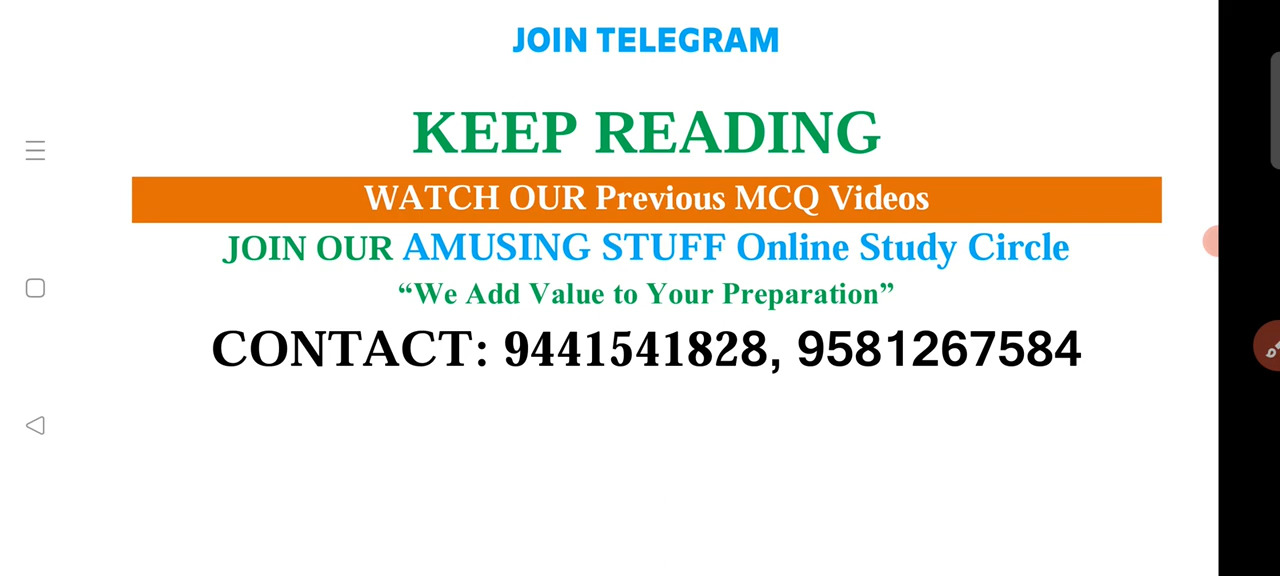 JOIN TELEGRAM
KEEP READING
WATCH OUR Previous MCQ Videos
JOIN OUR AMUSING STUFF Online Study Circle
“We Add Value to Your Preparation”
CONTACT: 9441541828, 9581267584